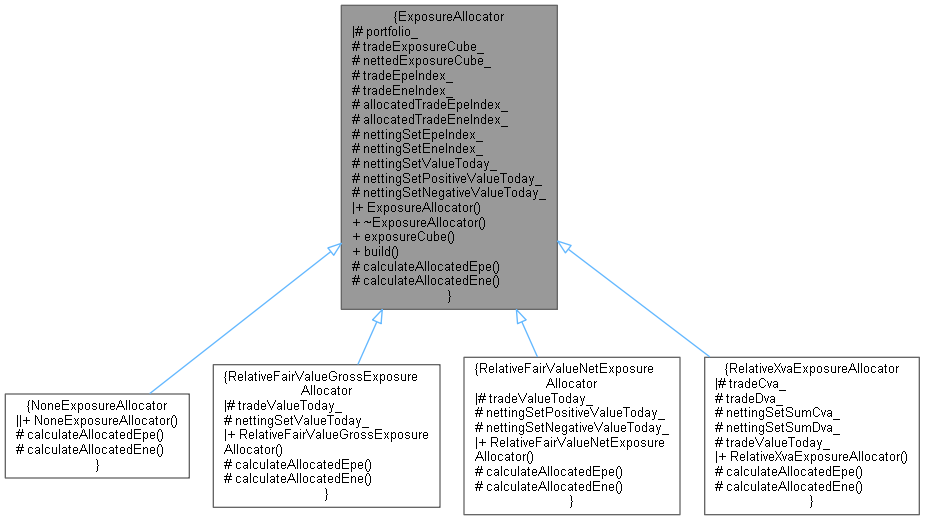 {ExposureAllocator
|# portfolio_
# tradeExposureCube_
# nettedExposureCube_
# tradeEpeIndex_
# tradeEneIndex_
# allocatedTradeEpeIndex_
# allocatedTradeEneIndex_
# nettingSetEpeIndex_
# nettingSetEneIndex_
# nettingSetValueToday_
# nettingSetPositiveValueToday_
# nettingSetNegativeValueToday_
|+ ExposureAllocator()
+ ~ExposureAllocator()
+ exposureCube()
+ build()
# calculateAllocatedEpe()
# calculateAllocatedEne()
}
{NoneExposureAllocator
||+ NoneExposureAllocator()
# calculateAllocatedEpe()
# calculateAllocatedEne()
}
{RelativeFairValueGrossExposure
Allocator
|# tradeValueToday_
# nettingSetValueToday_
|+ RelativeFairValueGrossExposure
Allocator()
# calculateAllocatedEpe()
# calculateAllocatedEne()
}
{RelativeFairValueNetExposure
Allocator
|# tradeValueToday_
# nettingSetPositiveValueToday_
# nettingSetNegativeValueToday_
|+ RelativeFairValueNetExposure
Allocator()
# calculateAllocatedEpe()
# calculateAllocatedEne()
}
{RelativeXvaExposureAllocator
|# tradeCva_
# tradeDva_
# nettingSetSumCva_
# nettingSetSumDva_
# tradeValueToday_
|+ RelativeXvaExposureAllocator()
# calculateAllocatedEpe()
# calculateAllocatedEne()
}